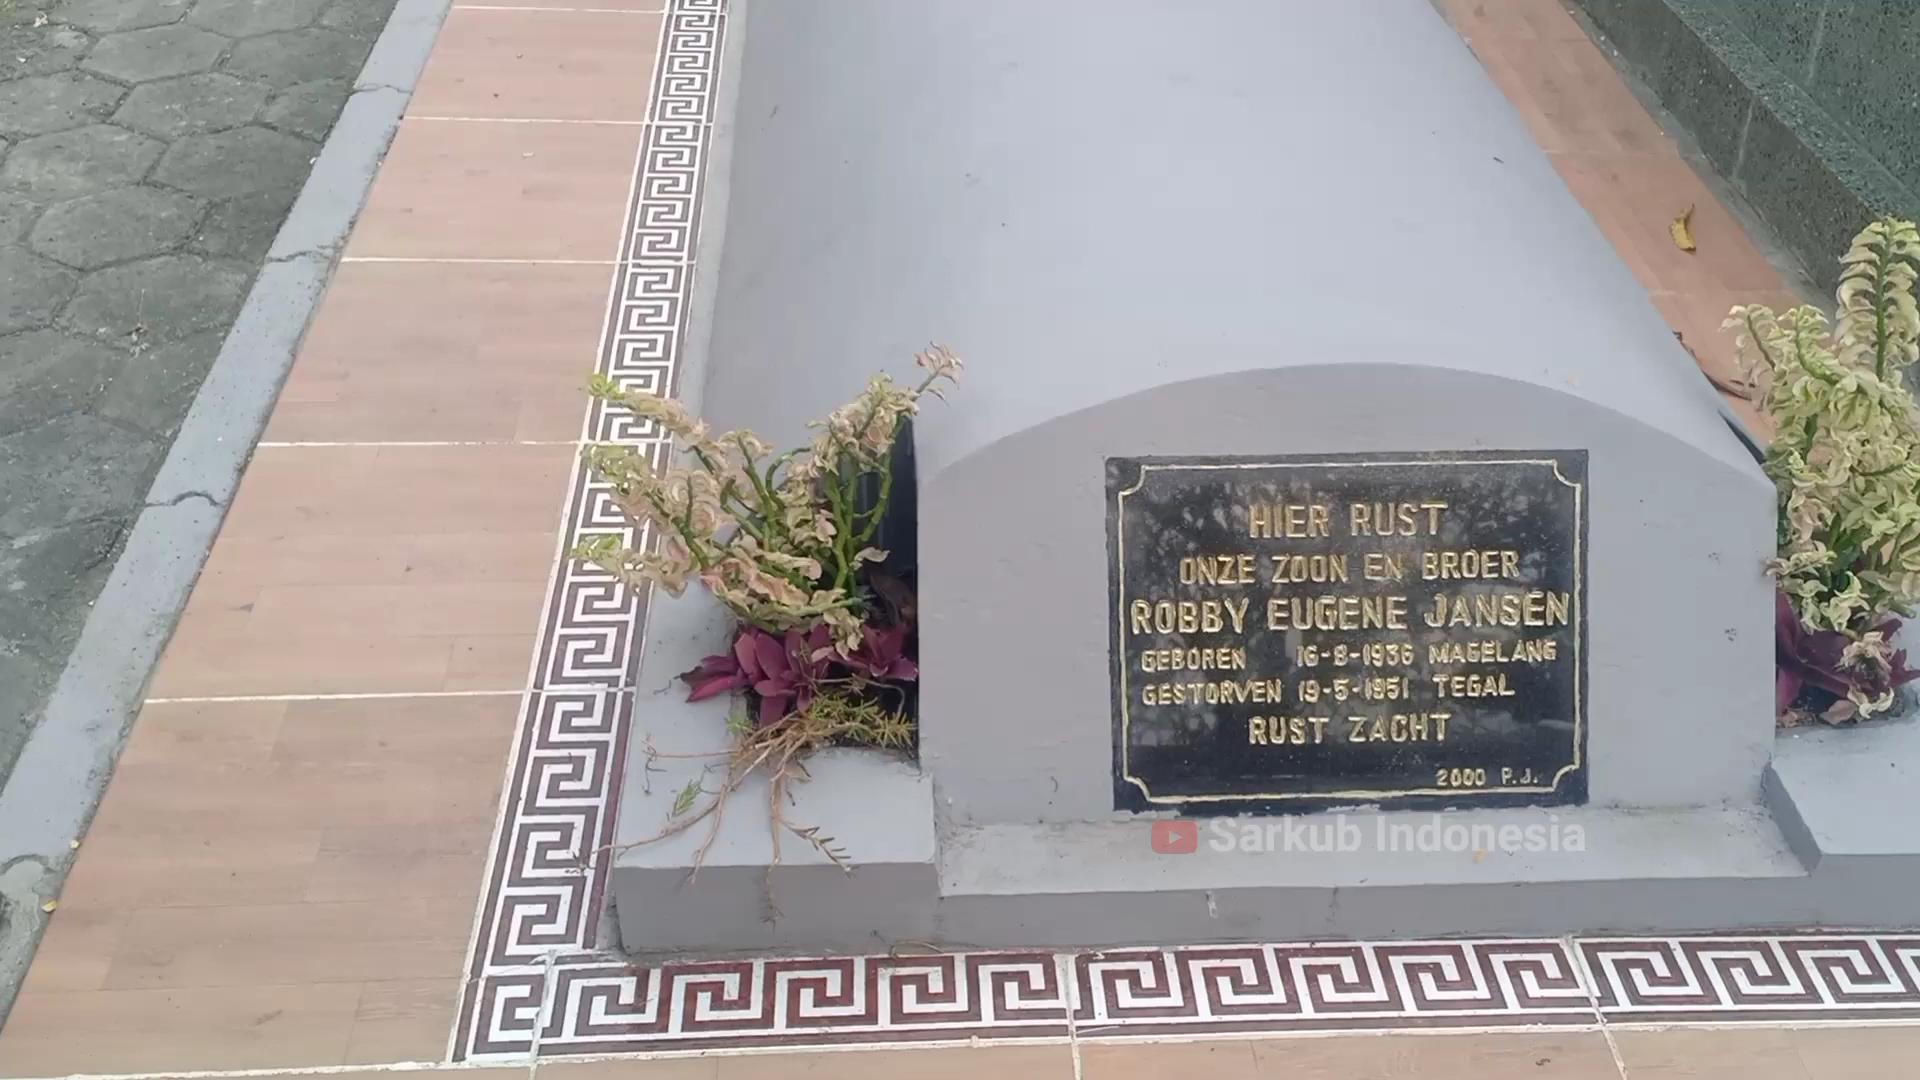 HIER RUST
ONZE ZOON EN BROER
ROBBY EUGENE JANSEN
GEBOREN 16-8-1936 MAGELANG
GESTORVEN 19-5-1951 TEGAL
RUST ZACHT
2000 P.J.
Sarkub Indonesia